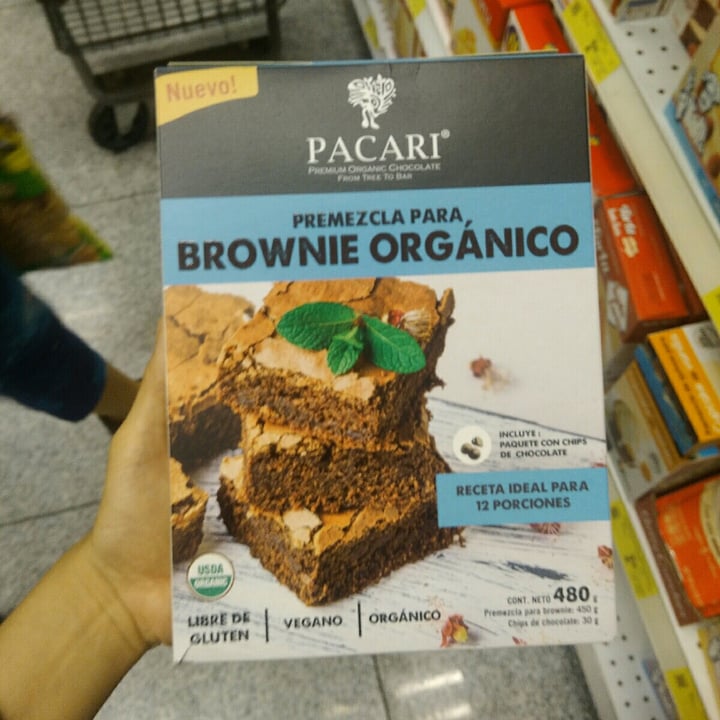 Nuevo!
PACARI®
PREMIUM ORGANIC CHOCOLATE
FROM TREE TO BAR
PREMEZCLA PARA
BROWNIE ORGÁNICO
INCLUYE :
PAQUETE CON CHIPS
DE CHOCOLATE
RECETA IDEAL PARA
12 PORCIONES
USDA
ORGANIC
LIBRE DE
GLUTEN
VEGANO
ORGÁNICO
CONT. NETO 480 g
Premezcla para brownie: 450 g
Chips de chocolate: 30 g